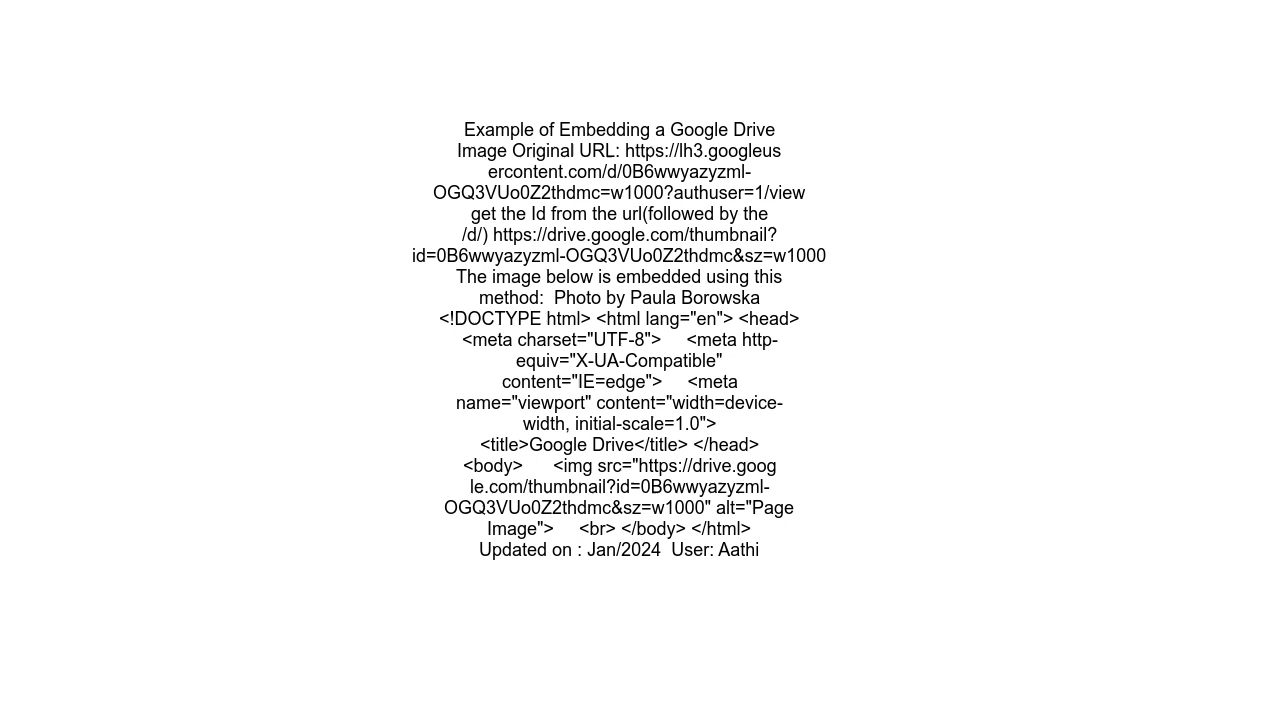 Example of Embedding a Google Drive
Image Original URL: https://lh3.googleus
ercontent.com/d/0B6wwyazyzml-
OGQ3VUo0Z2thdmc=w1000?authuser=1/view
get the Id from the url(followed by the
/d/) https://drive.google.com/thumbnail?
id=0B6wwyazyzml-OGQ3VUo0Z2thdmc&sz=w1000
The image below is embedded using this
method:  Photo by Paula Borowska
<!DOCTYPE html> <html lang="en"> <head>
<meta charset="UTF-8">     <meta http-
equiv="X-UA-Compatible"
content="IE=edge">     <meta
name="viewport" content="width=device-
width, initial-scale=1.0">
<title>Google Drive</title> </head>
<body>      <img src="https://drive.goog
le.com/thumbnail?id=0B6wwyazyzml-
OGQ3VUo0Z2thdmc&sz=w1000" alt="Page
Image">     <br> </body> </html>
Updated on : Jan/2024  User: Aathi